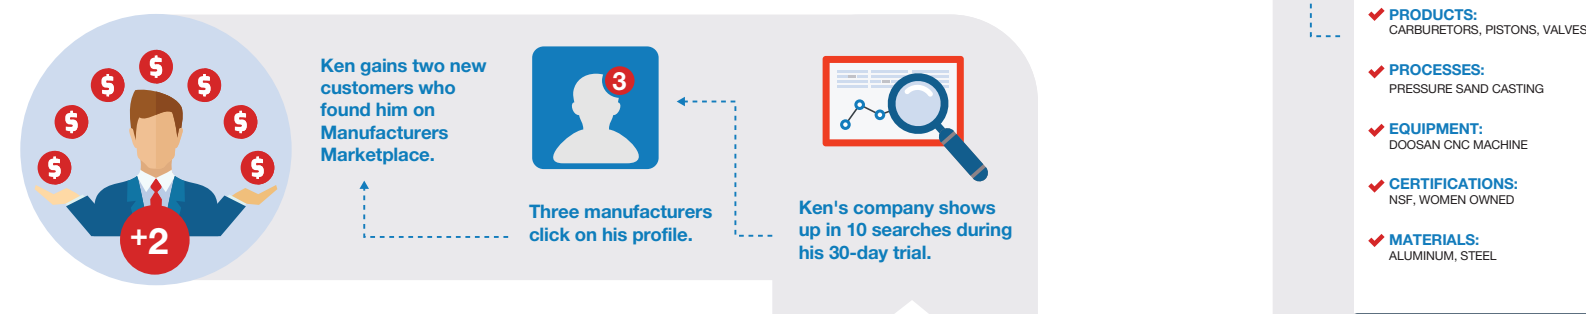 Ken gains two new
customers who
found him on
Manufacturers
Marketplace.
+2
3
Three manufacturers
click on his profile.
Ken's company shows
up in 10 searches during
his 30-day trial.
PRODUCTS:
CARBURETORS, PISTONS, VALVES
PROCESSES:
PRESSURE SAND CASTING
EQUIPMENT:
DOOSAN CNC MACHINE
CERTIFICATIONS:
NSF, WOMEN OWNED
MATERIALS:
ALUMINUM, STEEL
$
$
$
$
$
$
$